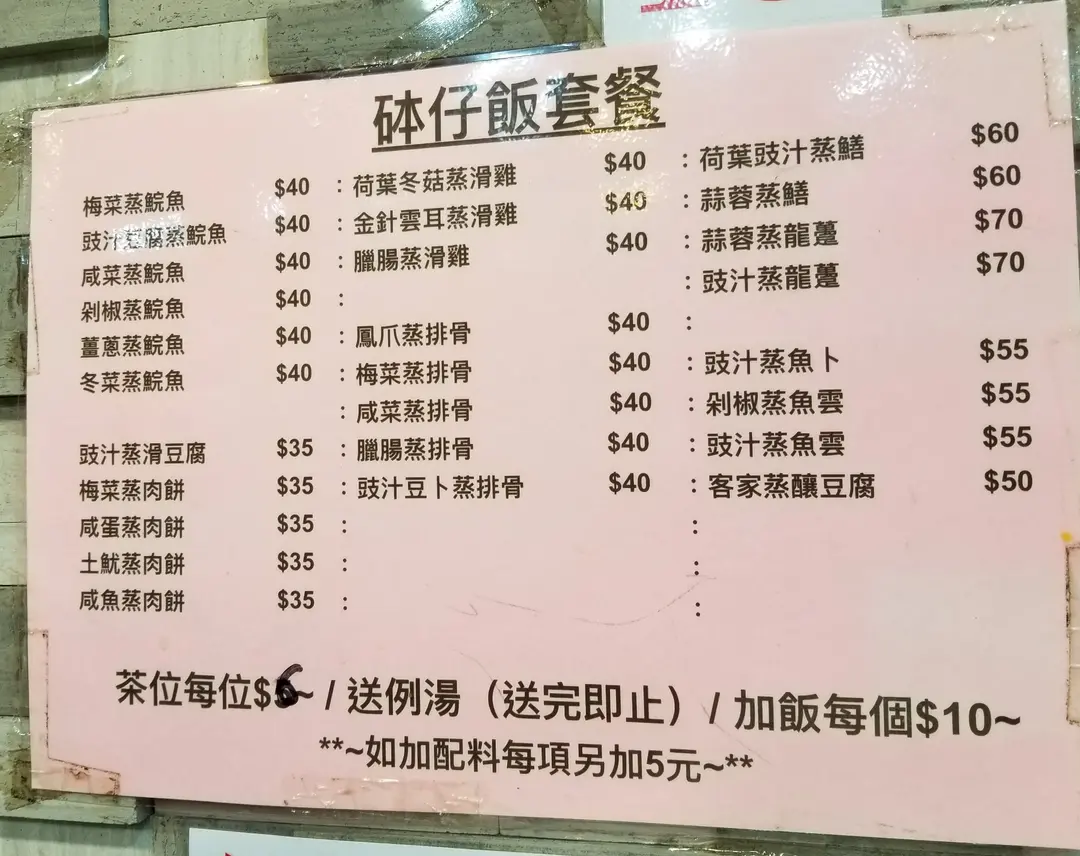 砵仔飯套餐
梅菜蒸鯇魚 $40 : 荷葉冬菇蒸滑雞 $40 : 荷葉豉汁蒸鱔 $60
豉汁豆腐蒸鯇魚 $40 : 金針雲耳蒸滑雞 $40 : 蒜蓉蒸鱔 $60
咸菜蒸鯇魚 $40 : 臘腸蒸滑雞 $40 : 蒜蓉蒸龍躉 $70
剁椒蒸鯇魚 $40 : : 豉汁蒸龍躉 $70
薑蔥蒸鯇魚 $40 : 鳳爪蒸排骨 $40 :
冬菜蒸鯇魚 $40 : 梅菜蒸排骨 $40 : 豉汁蒸魚卜 $55
: 咸菜蒸排骨 $40 : 剁椒蒸魚雲 $55
豉汁蒸滑豆腐 $35 : 臘腸蒸排骨 $40 : 豉汁蒸魚雲 $55
梅菜蒸肉餅 $35 : 豉汁豆卜蒸排骨 $40 : 客家蒸釀豆腐 $50
咸蛋蒸肉餅 $35 : :
土魷蒸肉餅 $35 : :
咸魚蒸肉餅 $35 : :
茶位每位$6~ / 送例湯（送完即止）/ 加飯每個$10~
**~如加配料每項另加5元~**